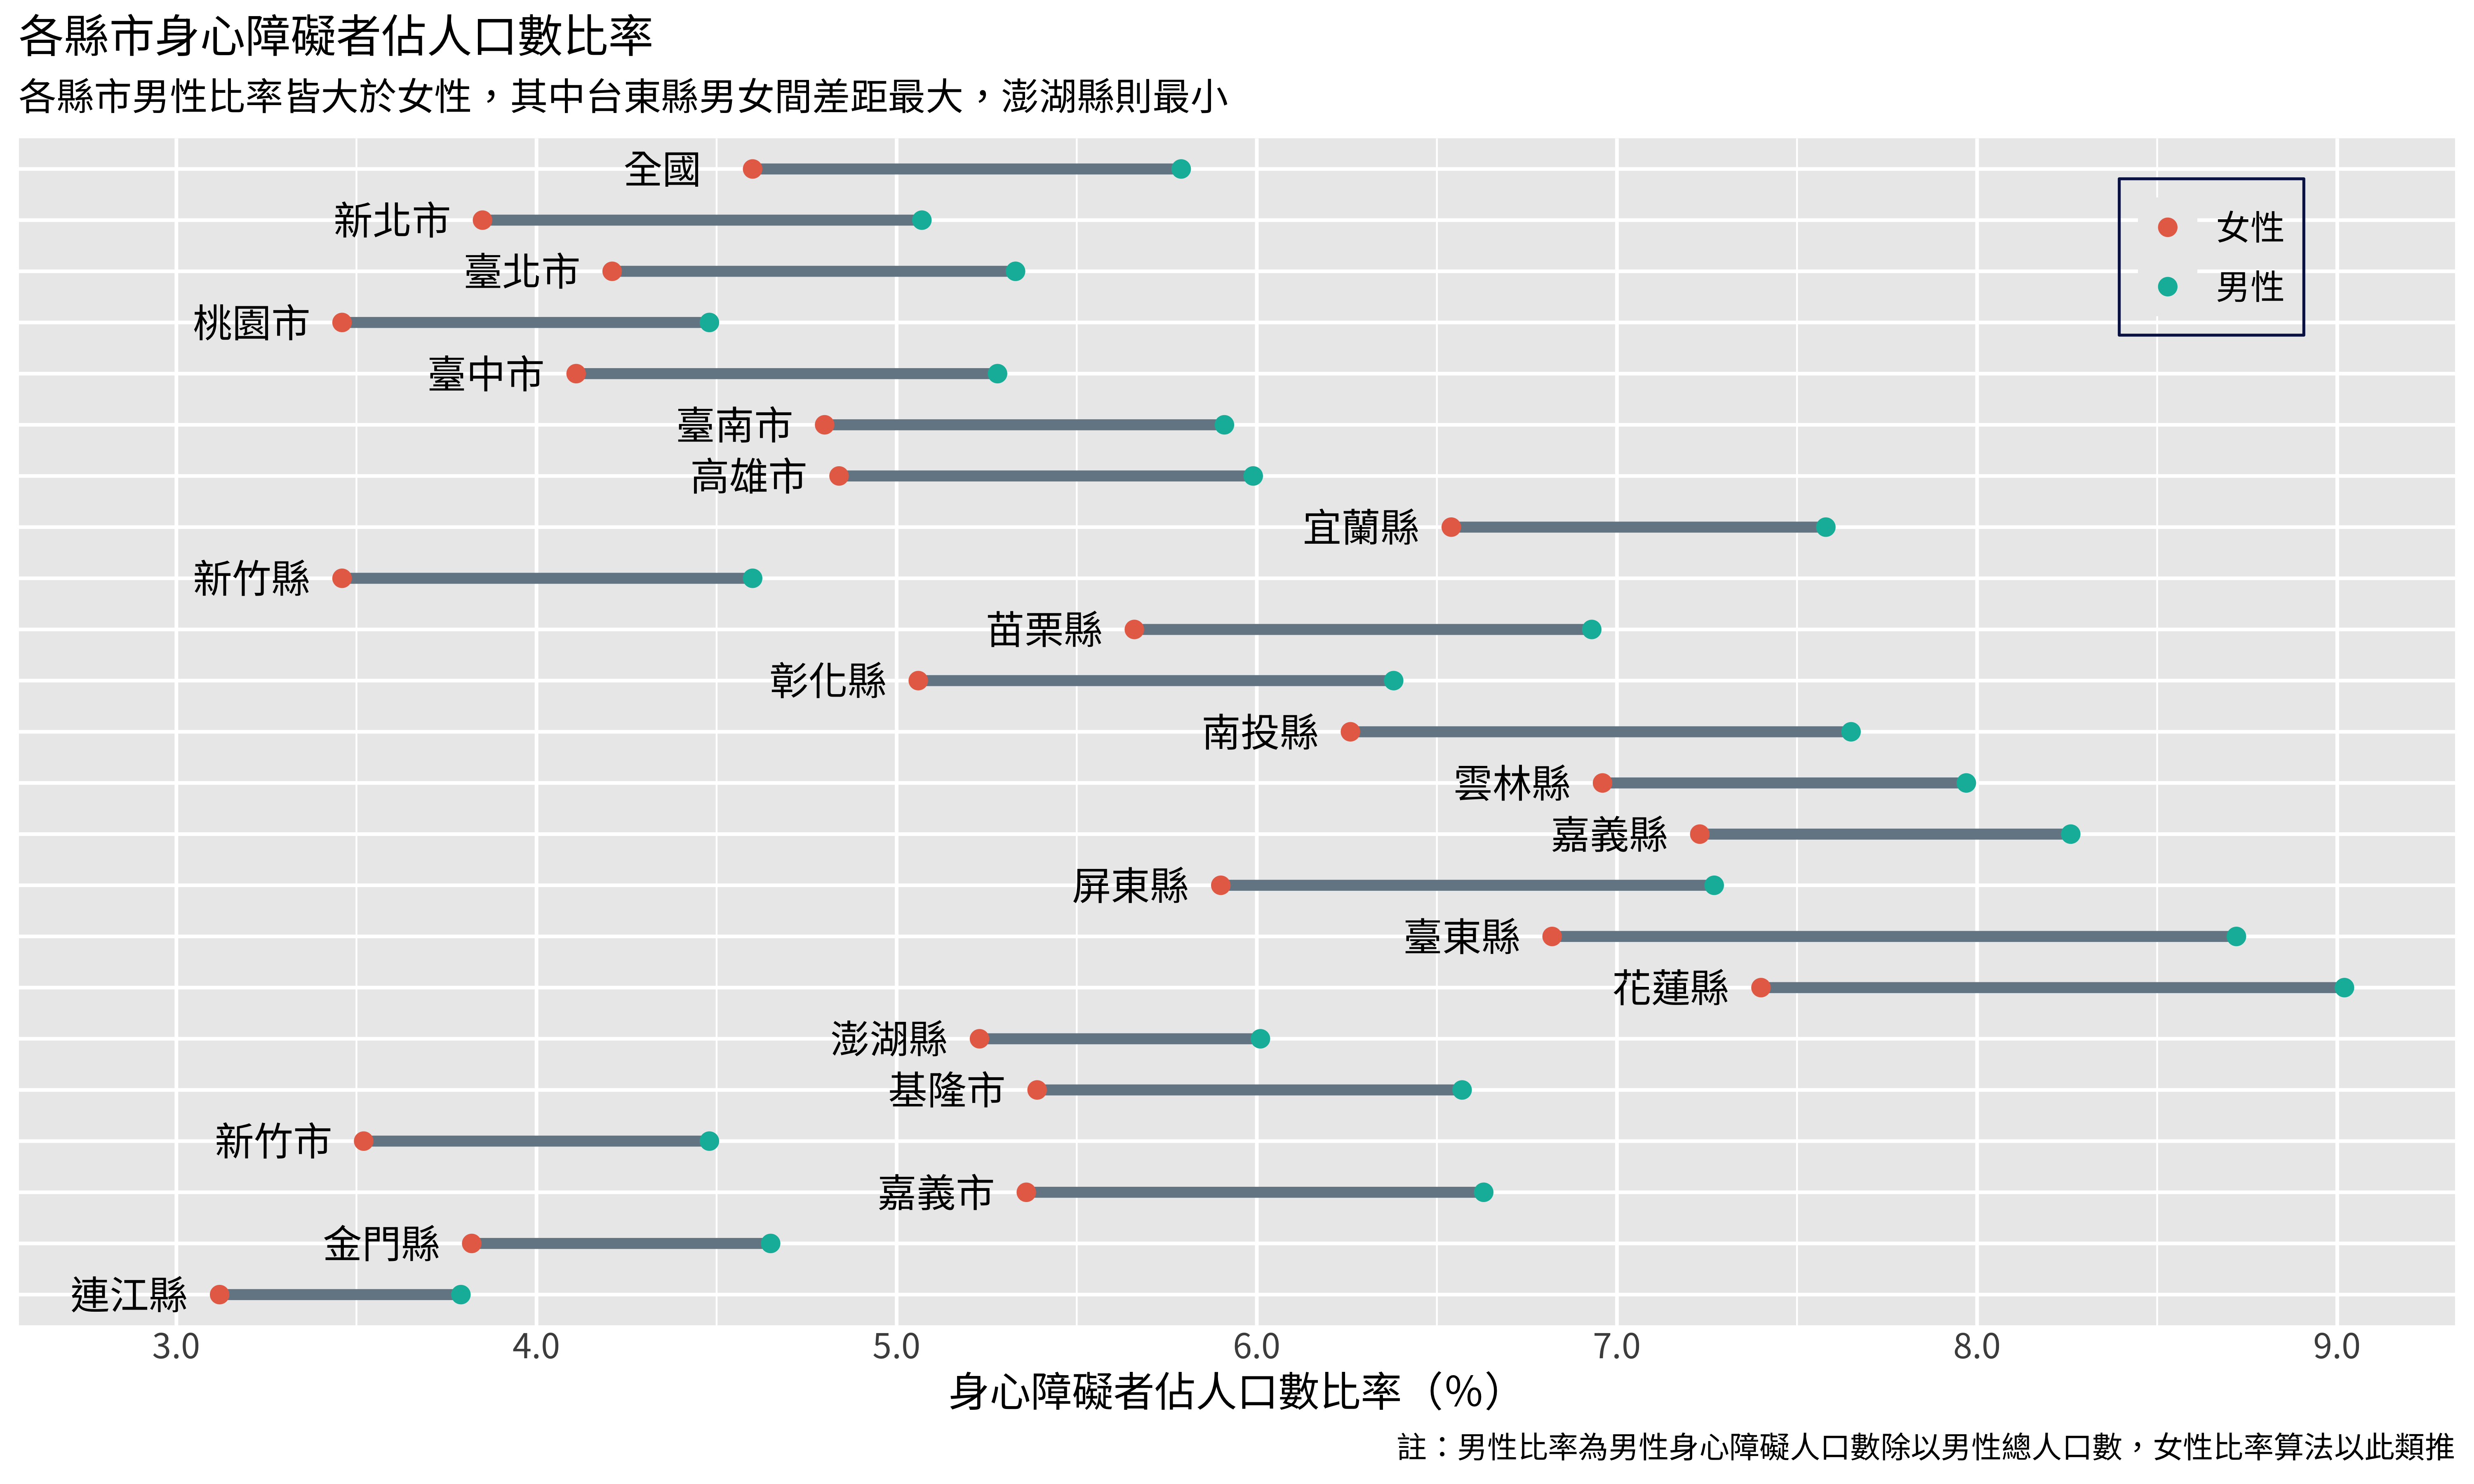 各縣市身心障礙者佔人口數比率
各縣市男性比率皆大於女性，其中台東縣男女間差距最大，澎湖縣則最小
全國
女性
新北市
臺北市
男性
桃園市
臺中市
臺南市
高雄市
宜蘭縣
新竹縣
苗栗縣
彰化縣
南投縣
雲林縣
嘉義縣
屏東縣
臺東縣
花蓮縣
澎湖縣
基隆市
新竹市
嘉義市
金門縣
連江縣
3.0 4.0 5.0 6.0 7.0 8.0 9.0
身心障礙者佔人口數比率（%）
註：男性比率為男性身心障礙人口數除以男性總人口數，女性比率算法以此類推